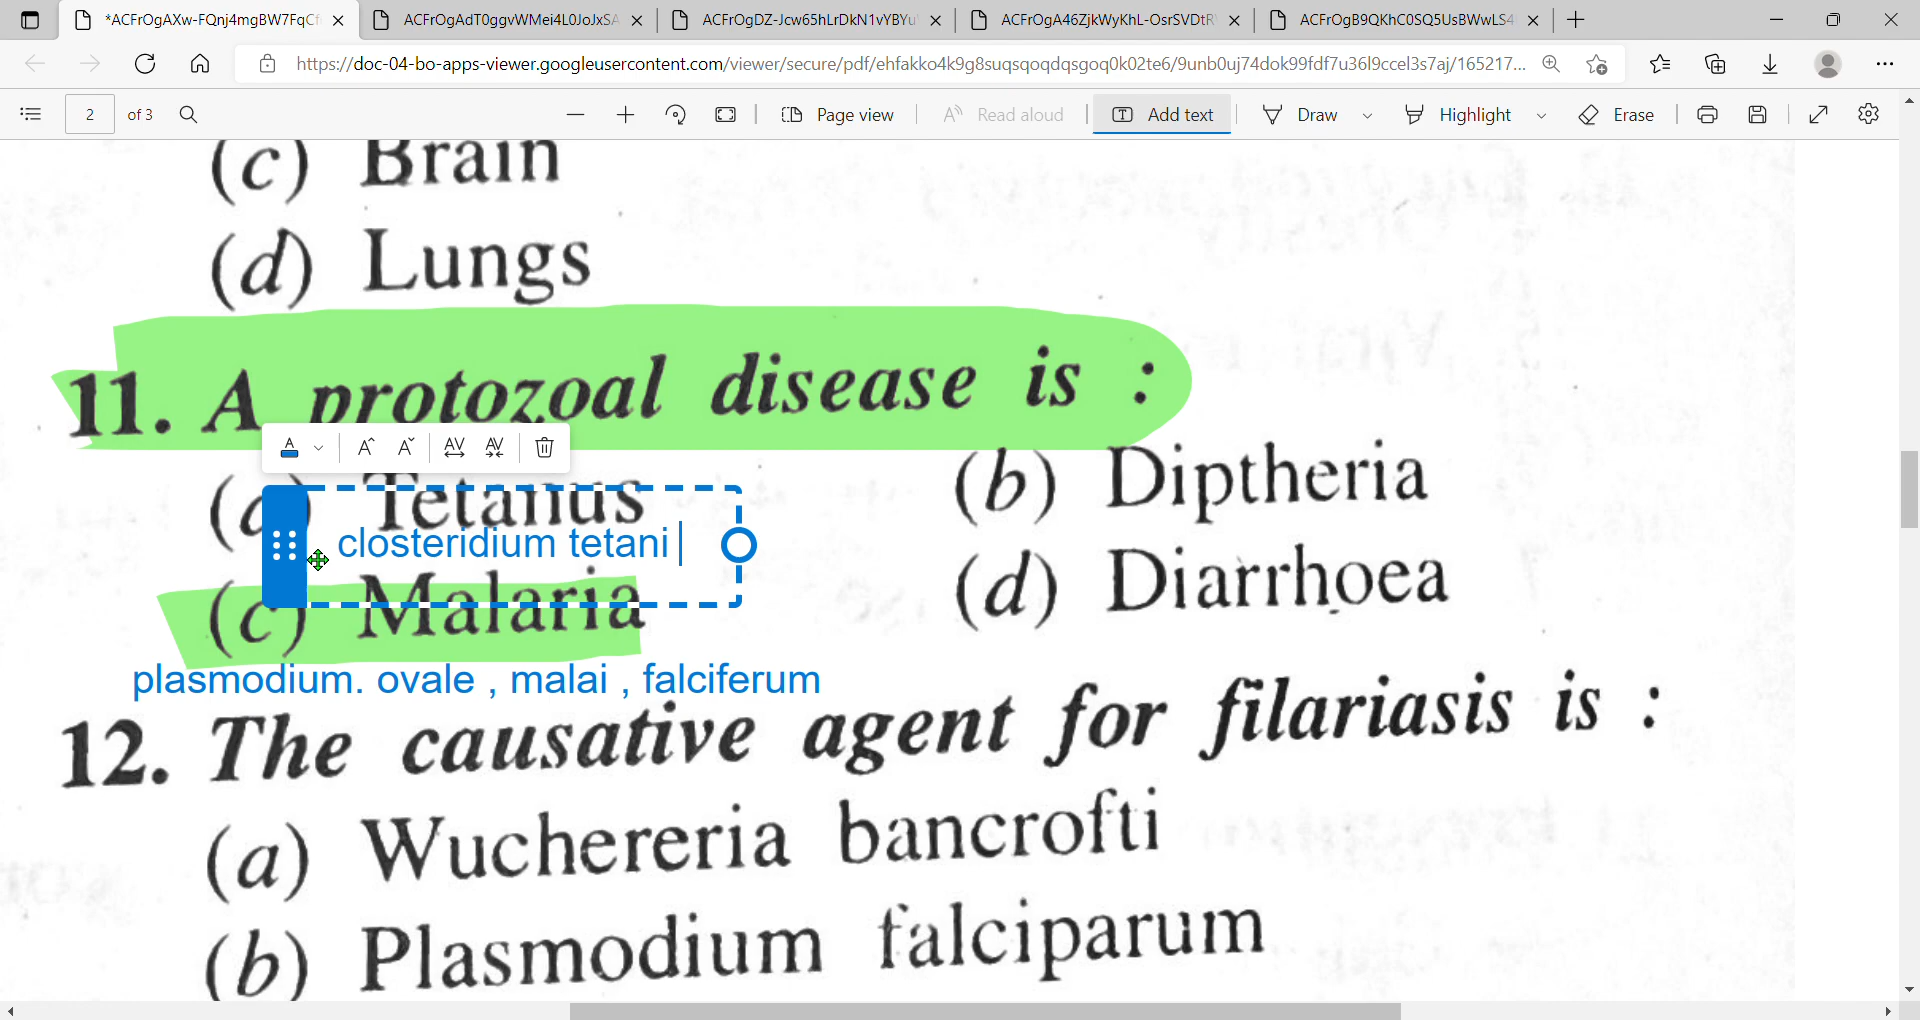 *ACFrOgAXw-FQnj4mgBW7FqCf
ACFrOgAdT0ggvWMei4L0JoJxSA
ACFrOgDZ-Jcw65hLrDkN1vYBYu
ACFrOgA46ZjkWyKhL-OsrSVDtR
ACFrOgB9QKhC0SQ5UsBWwLS4
https://doc-04-bo-apps-viewer.googleusercontent.com/viewer/secure/pdf/ehfakko4k9g8suqsqoqdqsgoq0k02te6/9unb0uj74dok99fdf7u36l9ccel3s7aj/165217...
2 of 3 Page view Read aloud Add text Draw Highlight Erase
(c) Brain
(d) Lungs
11. A protozoal disease is :
(a) Tetanus (b) Diptheria
closteridium tetani
(c) Malaria (d) Diarrhoea
plasmodium. ovale , malai , falciferum
12. The causative agent for filariasis is :
(a) Wuchereria bancrofti
(b) Plasmodium falciparum